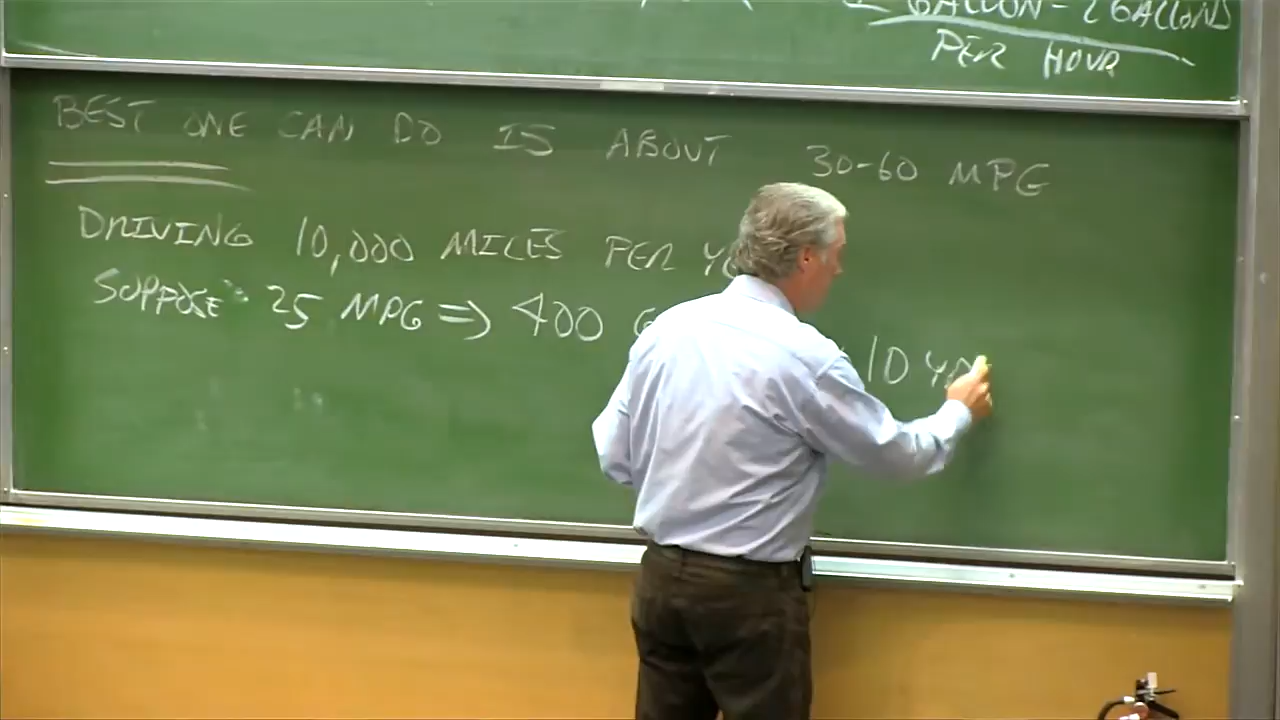 GALLON - 2 GALLONS
PER HOUR
BEST ONE CAN DO IS ABOUT 30-60 MPG
DRIVING 10,000 MILES PER
SUPPOSE: 25 MPG => 400
10